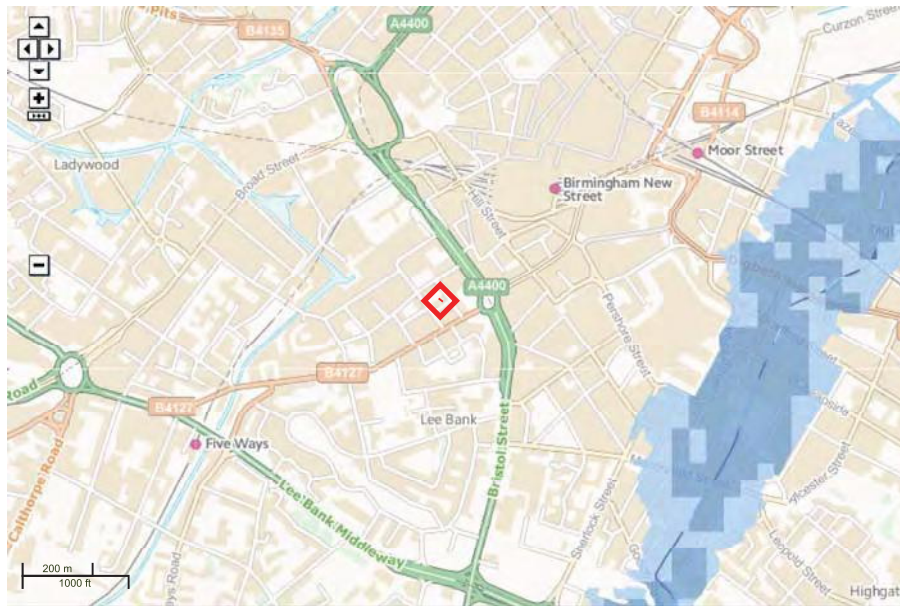 Pits
B4135
A4400
Curzon Street
B4114
Moor Street
Ladywood
Broad Street
Birmingham New
Street
Hill Street
A4400
Pershore Street
B4127
Road
B4127
Lee Bank
Five Ways
Bristol Street
Calthorpe Road
Lee Bank Middleway
Sherlock Street
Leopold Street
Highgat
200 m
1000 ft